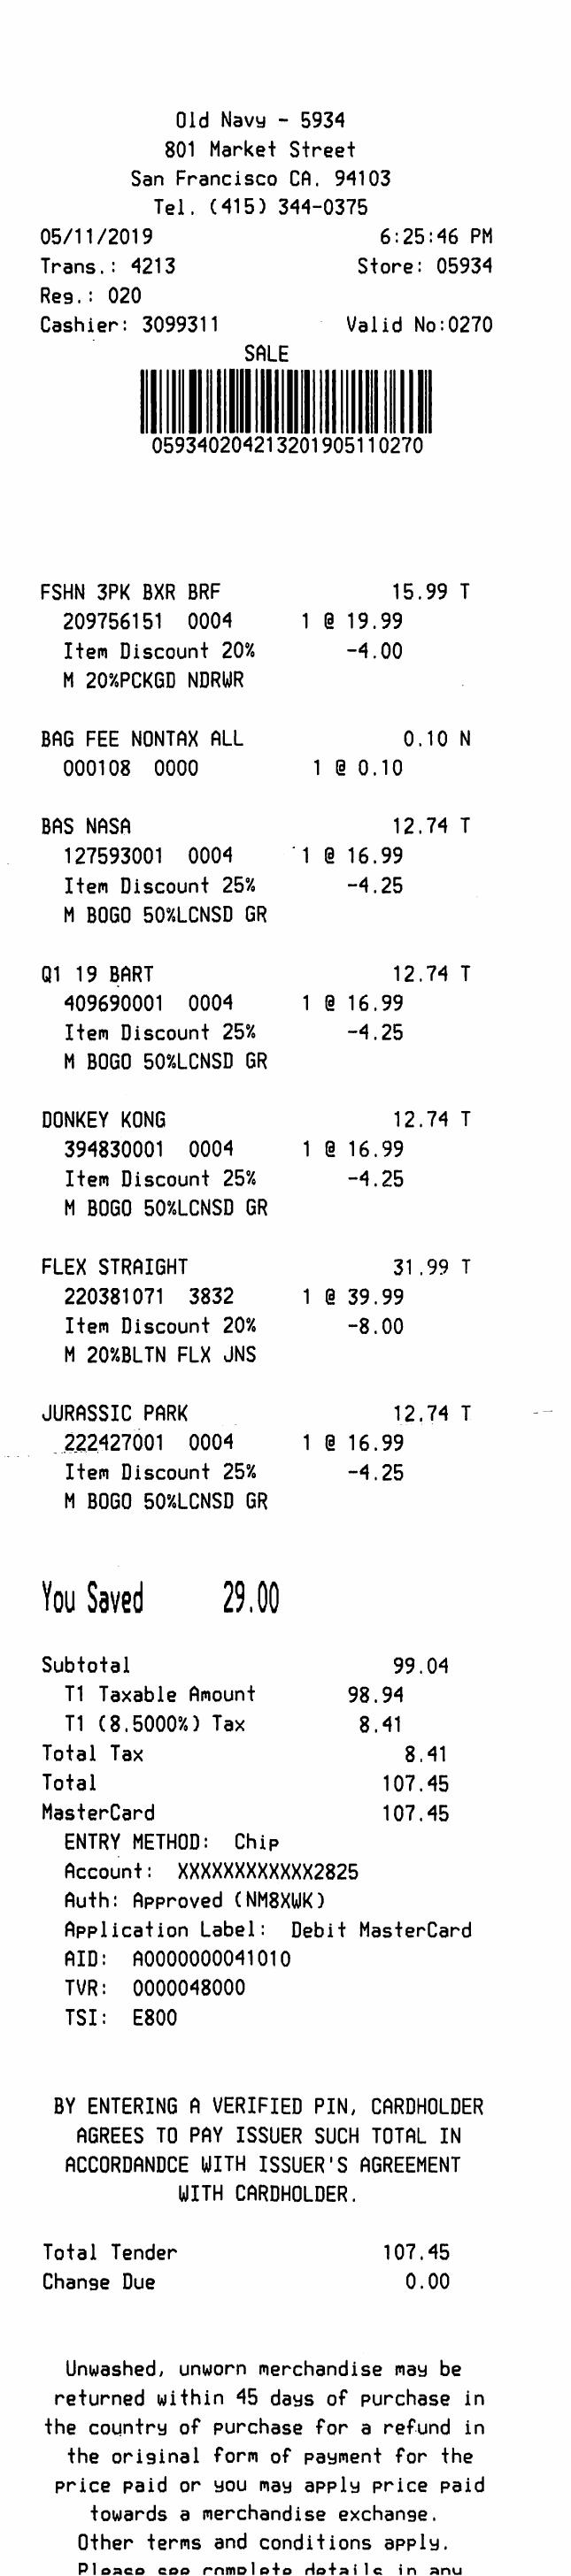 Old Navy - 5934
801 Market Street
San Francisco CA. 94103
Tel. (415) 344-0375
05/11/2019 6:25:46 PM
Trans.: 4213 Store: 05934
Reg.: 020
Cashier: 3099311 Valid No:0270
SALE
059340204213201905110270
FSHN 3PK BXR BRF 15.99 T
209756151 0004 1 @ 19.99
Item Discount 20% -4.00
M 20%PCKGD NDRWR
BAG FEE NONTAX ALL 0.10 N
000108 0000 1 @ 0.10
BAS NASA 12.74 T
127593001 0004 1 @ 16.99
Item Discount 25% -4.25
M BOGO 50%LCNSD GR
Q1 19 BART 12.74 T
409690001 0004 1 @ 16.99
Item Discount 25% -4.25
M BOGO 50%LCNSD GR
DONKEY KONG 12.74 T
394830001 0004 1 @ 16.99
Item Discount 25% -4.25
M BOGO 50%LCNSD GR
FLEX STRAIGHT 31.99 T
220381071 3832 1 @ 39.99
Item Discount 20% -8.00
M 20%BLTN FLX JNS
JURASSIC PARK 12.74 T
222427001 0004 1 @ 16.99
Item Discount 25% -4.25
M BOGO 50%LCNSD GR
You Saved 29.00
Subtotal 99.04
T1 Taxable Amount 98.94
T1 (8.5000%) Tax 8.41
Total Tax 8.41
Total 107.45
MasterCard 107.45
ENTRY METHOD: Chip
Account: XXXXXXXXXXXX2825
Auth: Approved (NM8XWK)
Application Label: Debit MasterCard
AID: A0000000041010
TVR: 0000048000
TSI: E800
BY ENTERING A VERIFIED PIN, CARDHOLDER
AGREES TO PAY ISSUER SUCH TOTAL IN
ACCORDANDCE WITH ISSUER'S AGREEMENT
WITH CARDHOLDER.
Total Tender 107.45
Change Due 0.00
Unwashed, unworn merchandise may be
returned within 45 days of purchase in
the country of purchase for a refund in
the original form of payment for the
price paid or you may apply price paid
towards a merchandise exchange.
Other terms and conditions apply.
Please see complete details in any